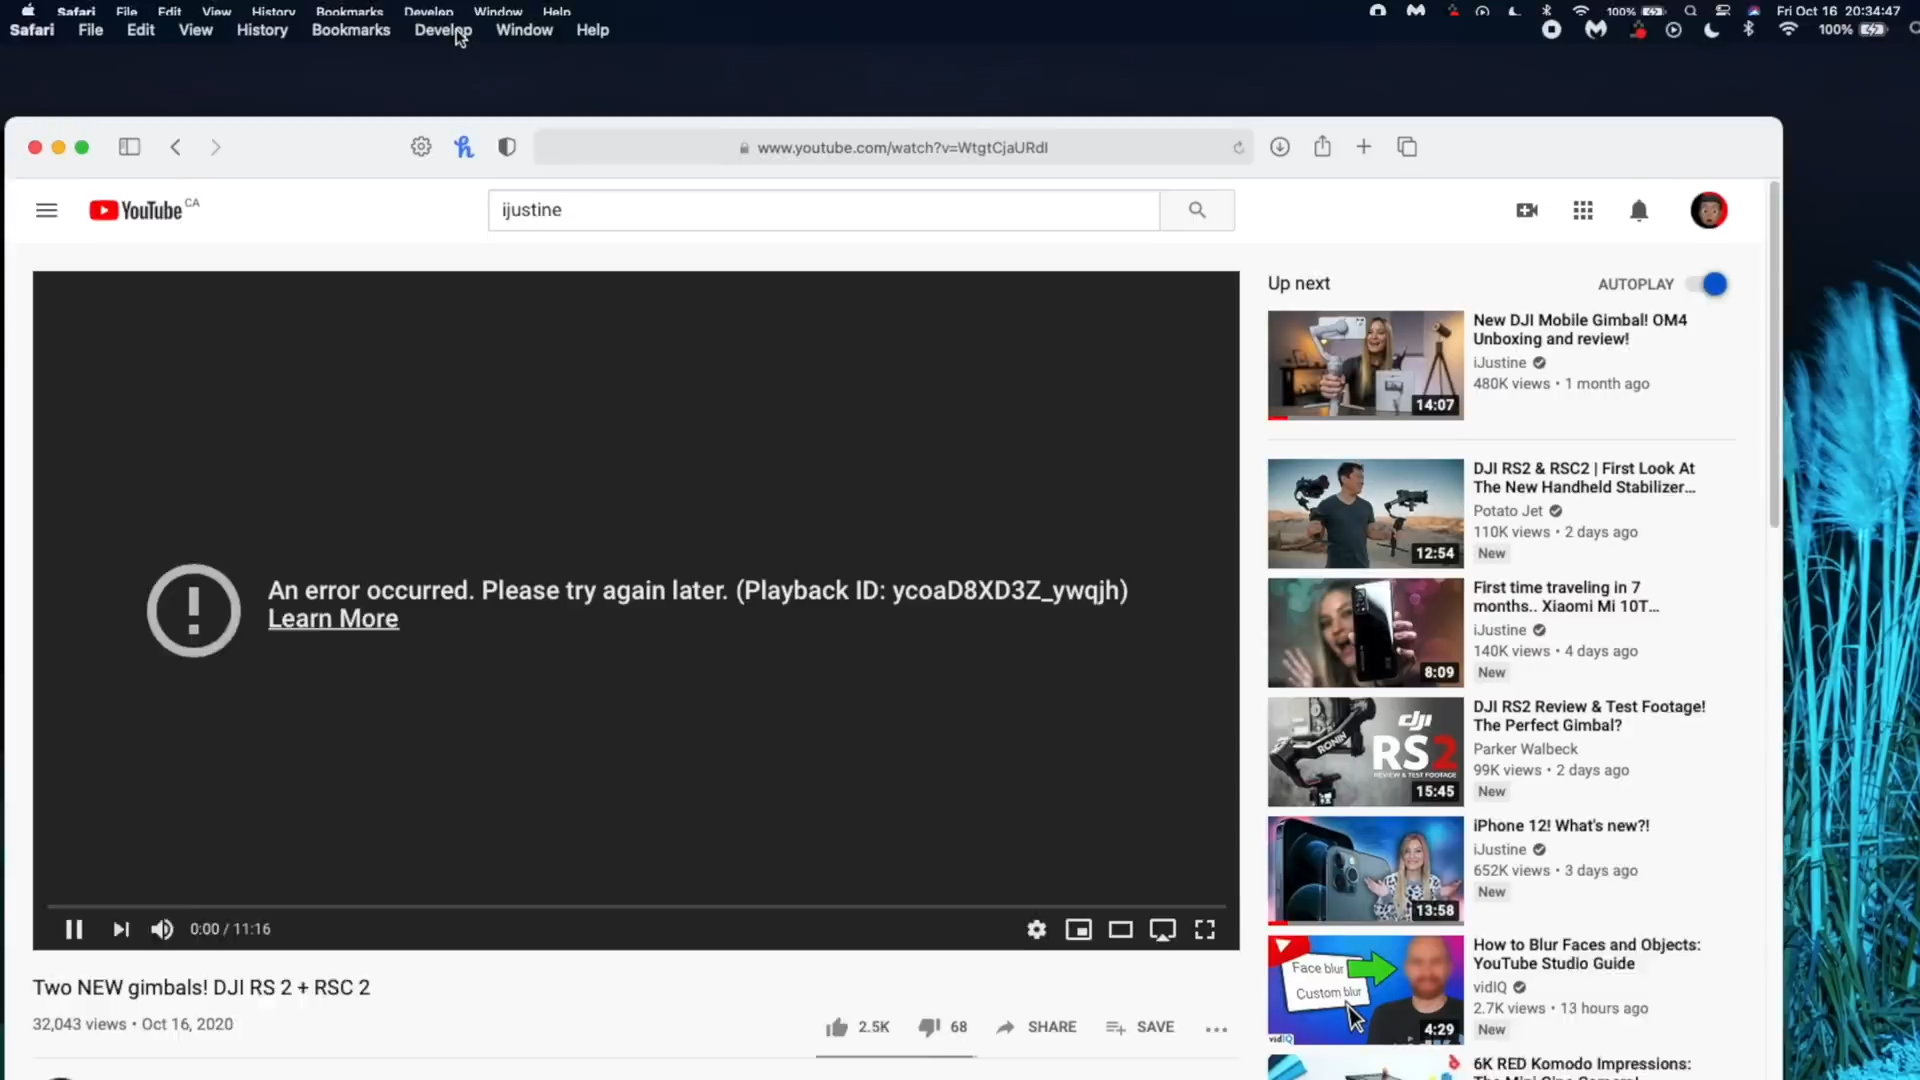 Safari File Edit View History Bookmarks Develop Window Help 100% Fri Oct 16 20:34:47
Safari File Edit View History Bookmarks Develop Window Help 100%
www.youtube.com/watch?v=WtgtCjaURdI
YouTube CA
ijustine
Up next
AUTOPLAY
New DJI Mobile Gimbal! OM4
Unboxing and review!
iJustine
480K views • 1 month ago
14:07
DJI RS2 & RSC2 | First Look At
The New Handheld Stabilizer...
Potato Jet
110K views • 2 days ago
New
12:54
First time traveling in 7
months.. Xiaomi Mi 10T...
iJustine
140K views • 4 days ago
New
8:09
An error occurred. Please try again later. (Playback ID: ycoaD8XD3Z_ywqjh)
Learn More
DJI RS2 Review & Test Footage!
The Perfect Gimbal?
Parker Walbeck
99K views • 2 days ago
New
dji
RONIN
RS2
REVIEW & TEST FOOTAGE
15:45
iPhone 12! What's new?!
iJustine
652K views • 3 days ago
New
13:58
0:00 / 11:16
How to Blur Faces and Objects:
YouTube Studio Guide
vidIQ
2.7K views • 13 hours ago
New
Face blur
Custom blur
vidIQ
4:29
Two NEW gimbals! DJI RS 2 + RSC 2
32,043 views • Oct 16, 2020
2.5K 68 SHARE SAVE
6K RED Komodo Impressions: